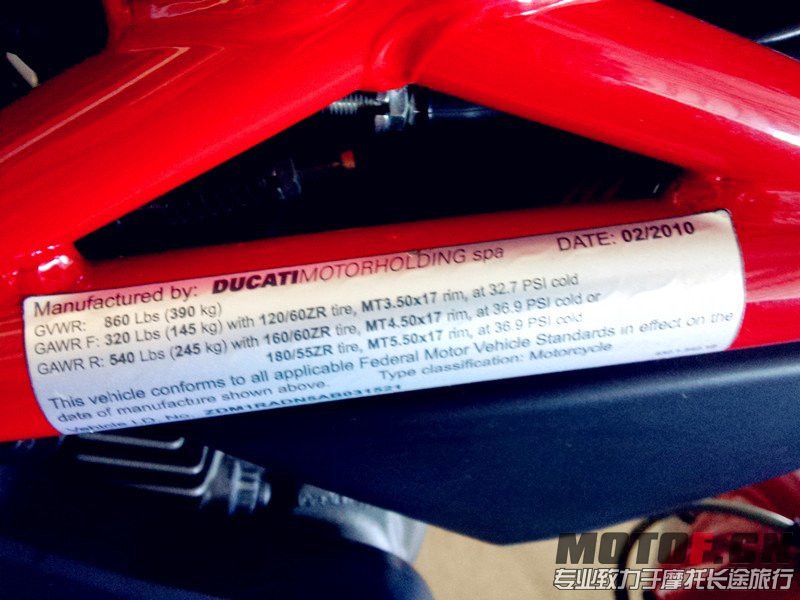 Manufactured by: DUCATIMOTORHOLDING spa DATE: 02/2010
GVWR: 860 Lbs (390 kg)
GAWR F: 320 Lbs (145 kg) with 120/60ZR tire, MT3.50x17 rim, at 32.7 PSI cold
GAWR R: 540 Lbs (245 kg) with 160/60ZR tire, MT4.50x17 rim, at 36.9 PSI cold or
180/55ZR tire, MT5.50x17 rim, at 36.9 PSI cold
This vehicle conforms to all applicable Federal Motor Vehicle Standards in effect on the
date of manufacture shown above. Type classification: Motorcycle
Vehicle I.D. No. ZDM1RADN5AB031521
专业致力于摩托长途旅行